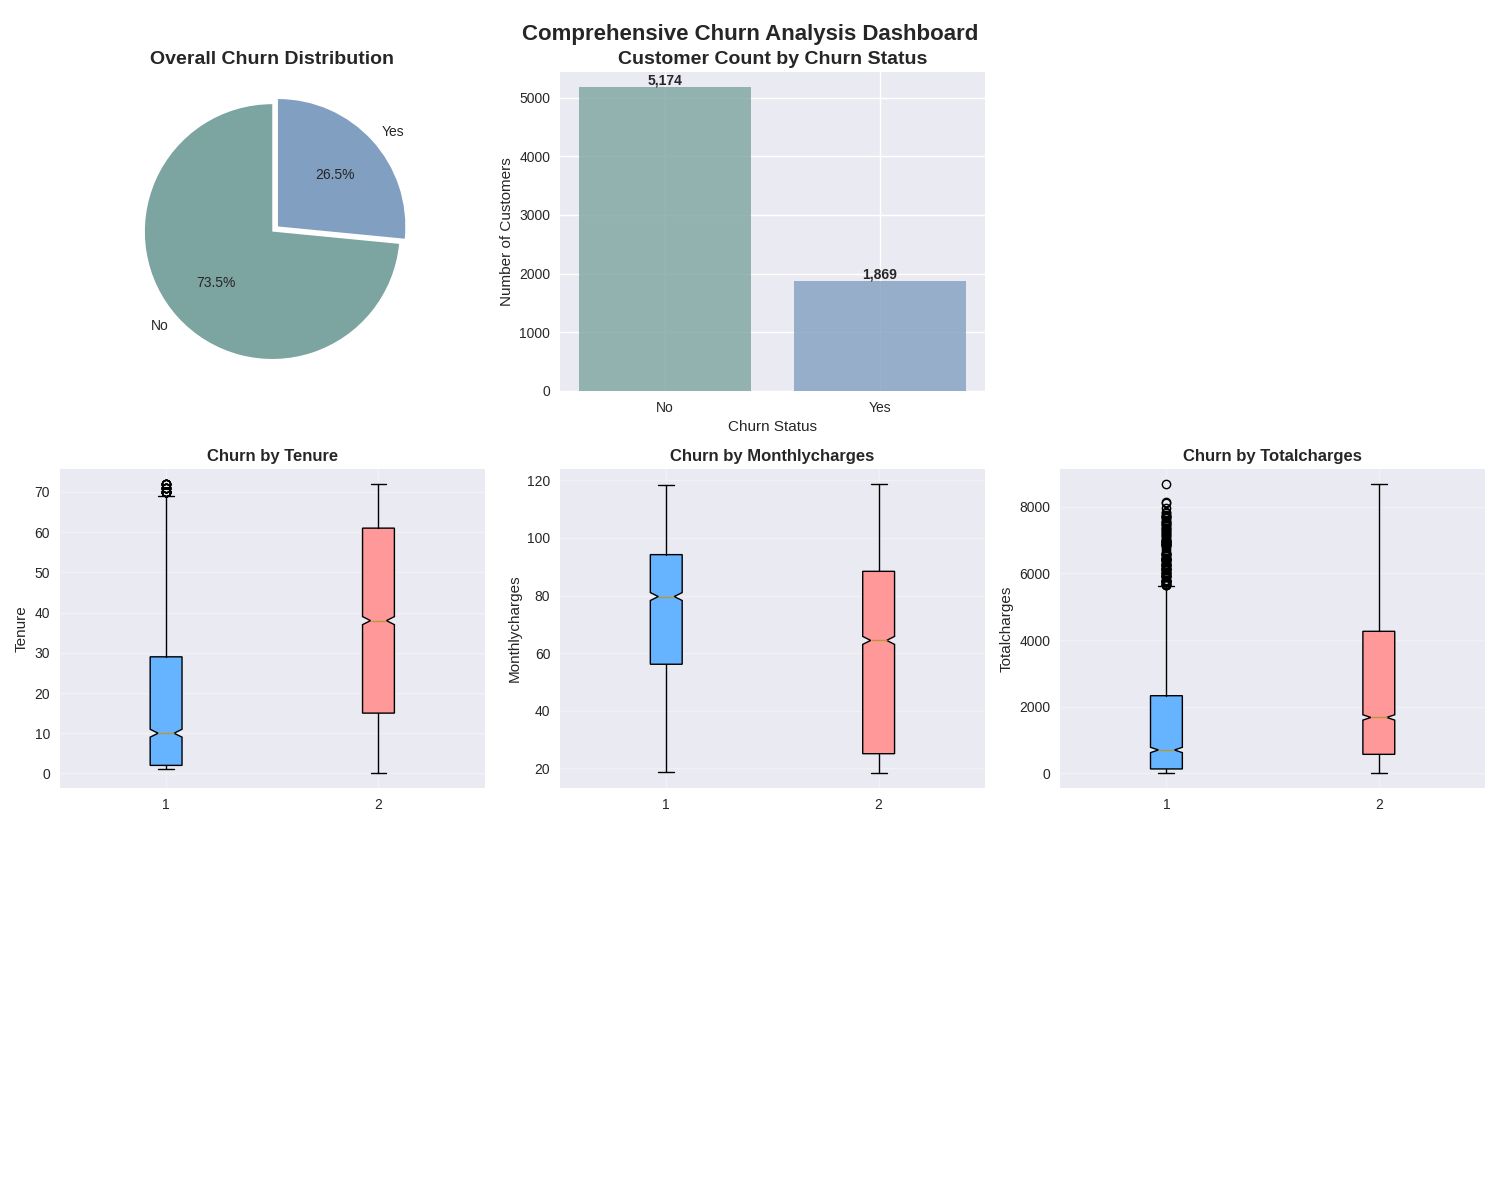 Comprehensive Churn Analysis Dashboard
Overall Churn Distribution
Yes
26.5%
73.5%
No
Customer Count by Churn Status
5,174
1,869
Number of Customers
5000
4000
3000
2000
1000
0
No
Yes
Churn Status
Churn by Tenure
Tenure
70
60
50
40
30
20
10
0
1
2
Churn by Monthlycharges
Monthlycharges
120
100
80
60
40
20
1
2
Churn by Totalcharges
Totalcharges
8000
6000
4000
2000
0
1
2